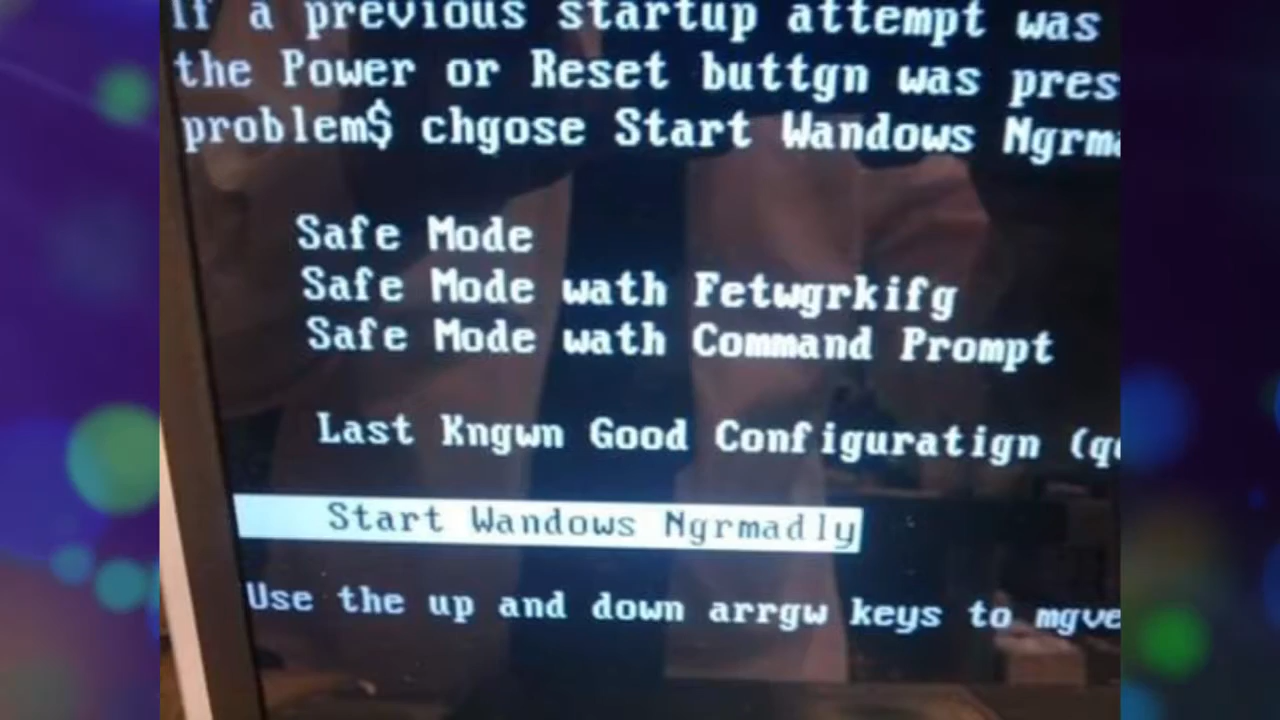 If a previous startup attempt was
the Power or Reset buttgn was pres
problem$ chgose Start Wandows Ngrma
Safe Mode
Safe Mode wath Fetwgrkifg
Safe Mode wath Command Prompt
Last Kngwn Good Configuratign (qu
Start Wandows Ngrmadly
Use the up and down arrgw keys to mgve